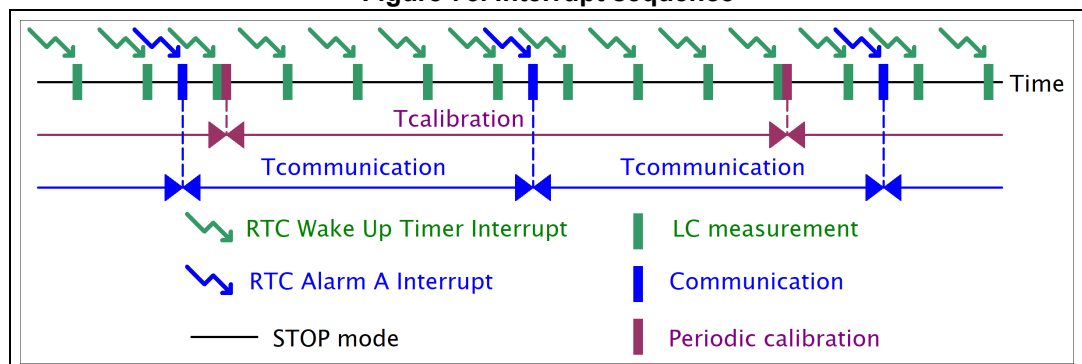 Time
Tcalibration
Tcommunication Tcommunication
RTC Wake Up Timer Interrupt LC measurement
RTC Alarm A Interrupt Communication
STOP mode Periodic calibration